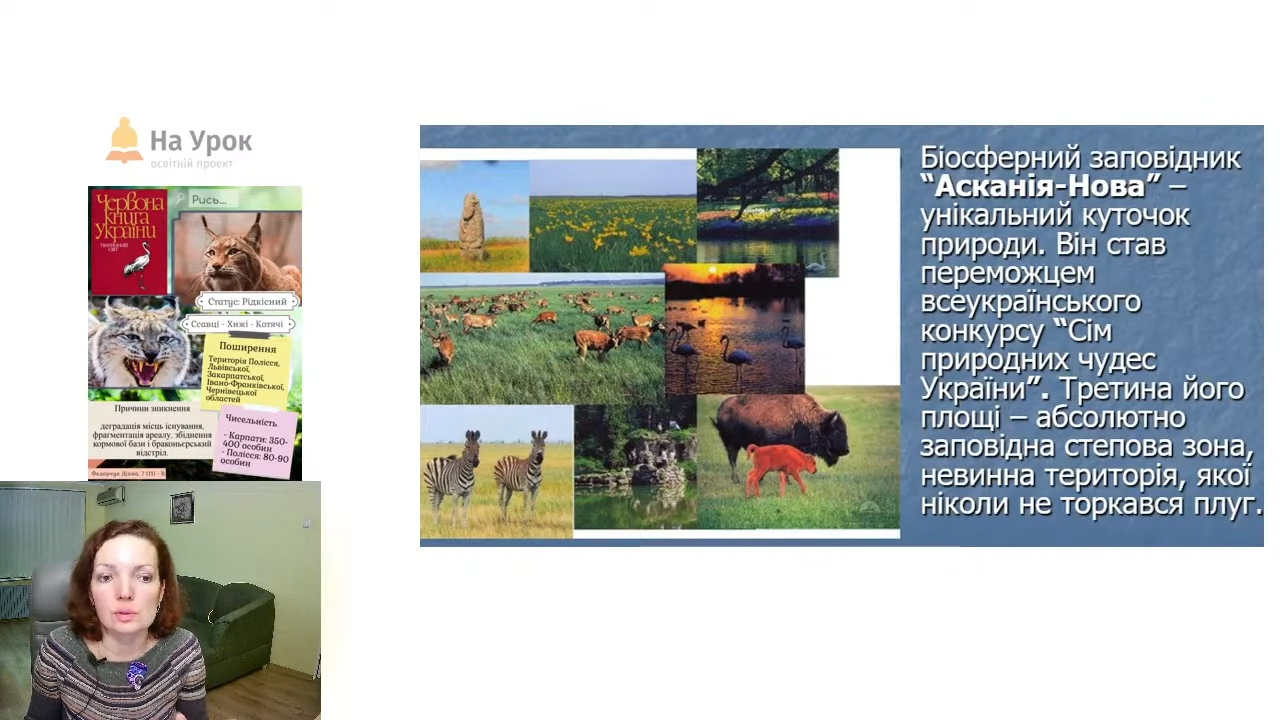 На Урок
освітній проєкт
Червона
книга
України
ТВАРИННИЙ
СВІТ
Рись...
Статус: Рідкісний
Ссавці - Хижі - Котячі
Поширення
Територія Полісся,
Львівської,
Закарпатської,
Івано-Франківської,
Чернівецької
областей
Причини зникнення
деградація місць існування,
фрагментація ареалу, збіднення
кормової бази і браконьєрський
відстріл.
Чисельність
- Карпати: 350-
400 особин
- Полісся: 80-90
особин
Біосферний заповідник
“Асканія-Нова” –
унікальний куточок
природи. Він став
переможцем
всеукраїнського
конкурсу “Сім
природних чудес
України”. Третина його
площі – абсолютно
заповідна степова зона,
невинна територія, якої
ніколи не торкався плуг.